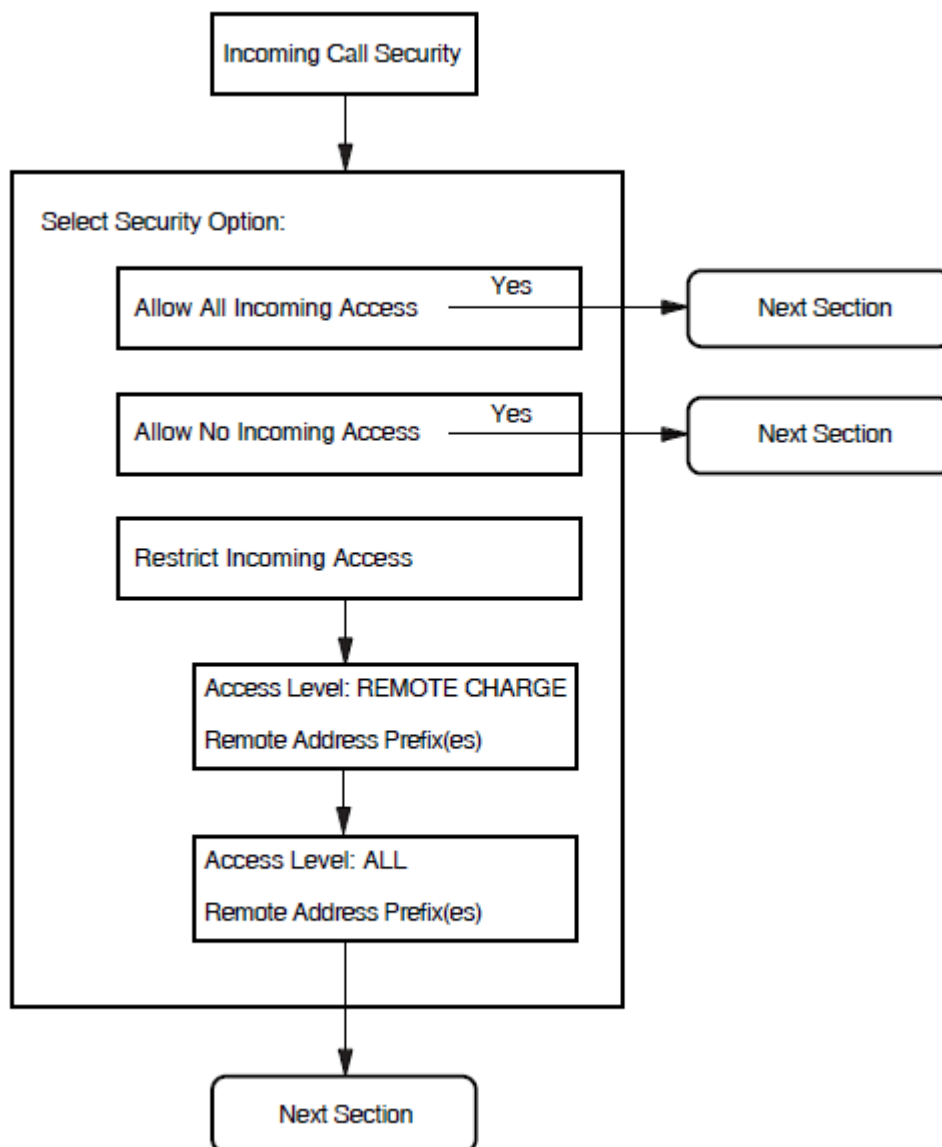 Incoming Call Security
Select Security Option:
Yes
Allow All Incoming Access
Next Section
Yes
Allow No Incoming Access
Next Section
Restrict Incoming Access
Access Level: REMOTE CHARGE
Remote Address Prefix(es)
Access Level: ALL
Remote Address Prefix(es)
Next Section